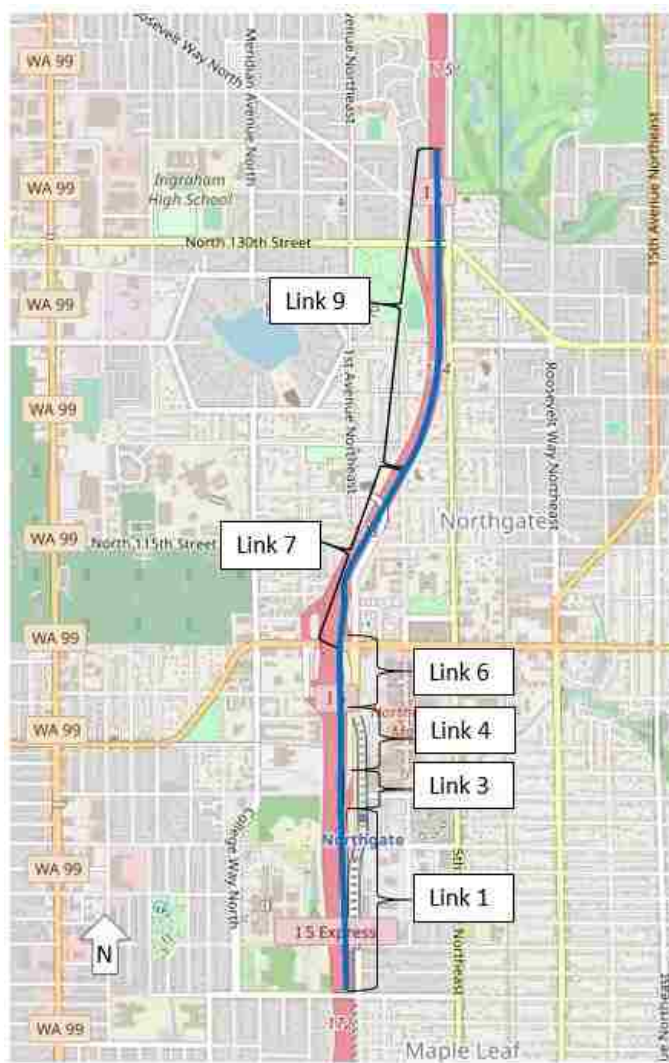 Roosevelt Way North
WA 99
Meridian Avenue North
Avenue Northeast
WA 99
Ingraham
High School
15th Avenue Northeast
WA 99
North 130th Street
Link 9
WA 99
1st Avenue Northeast
Roosevelt Way Northeast
WA 99
Northgate
WA 99
North 115th Street
Link 7
WA 99
Link 6
WA 99
Link 4
Link 3
College Way North
Northgate
WA 99
Link 1
5th
Northeast
I 5 Express
N
WA 99
Maple Leaf